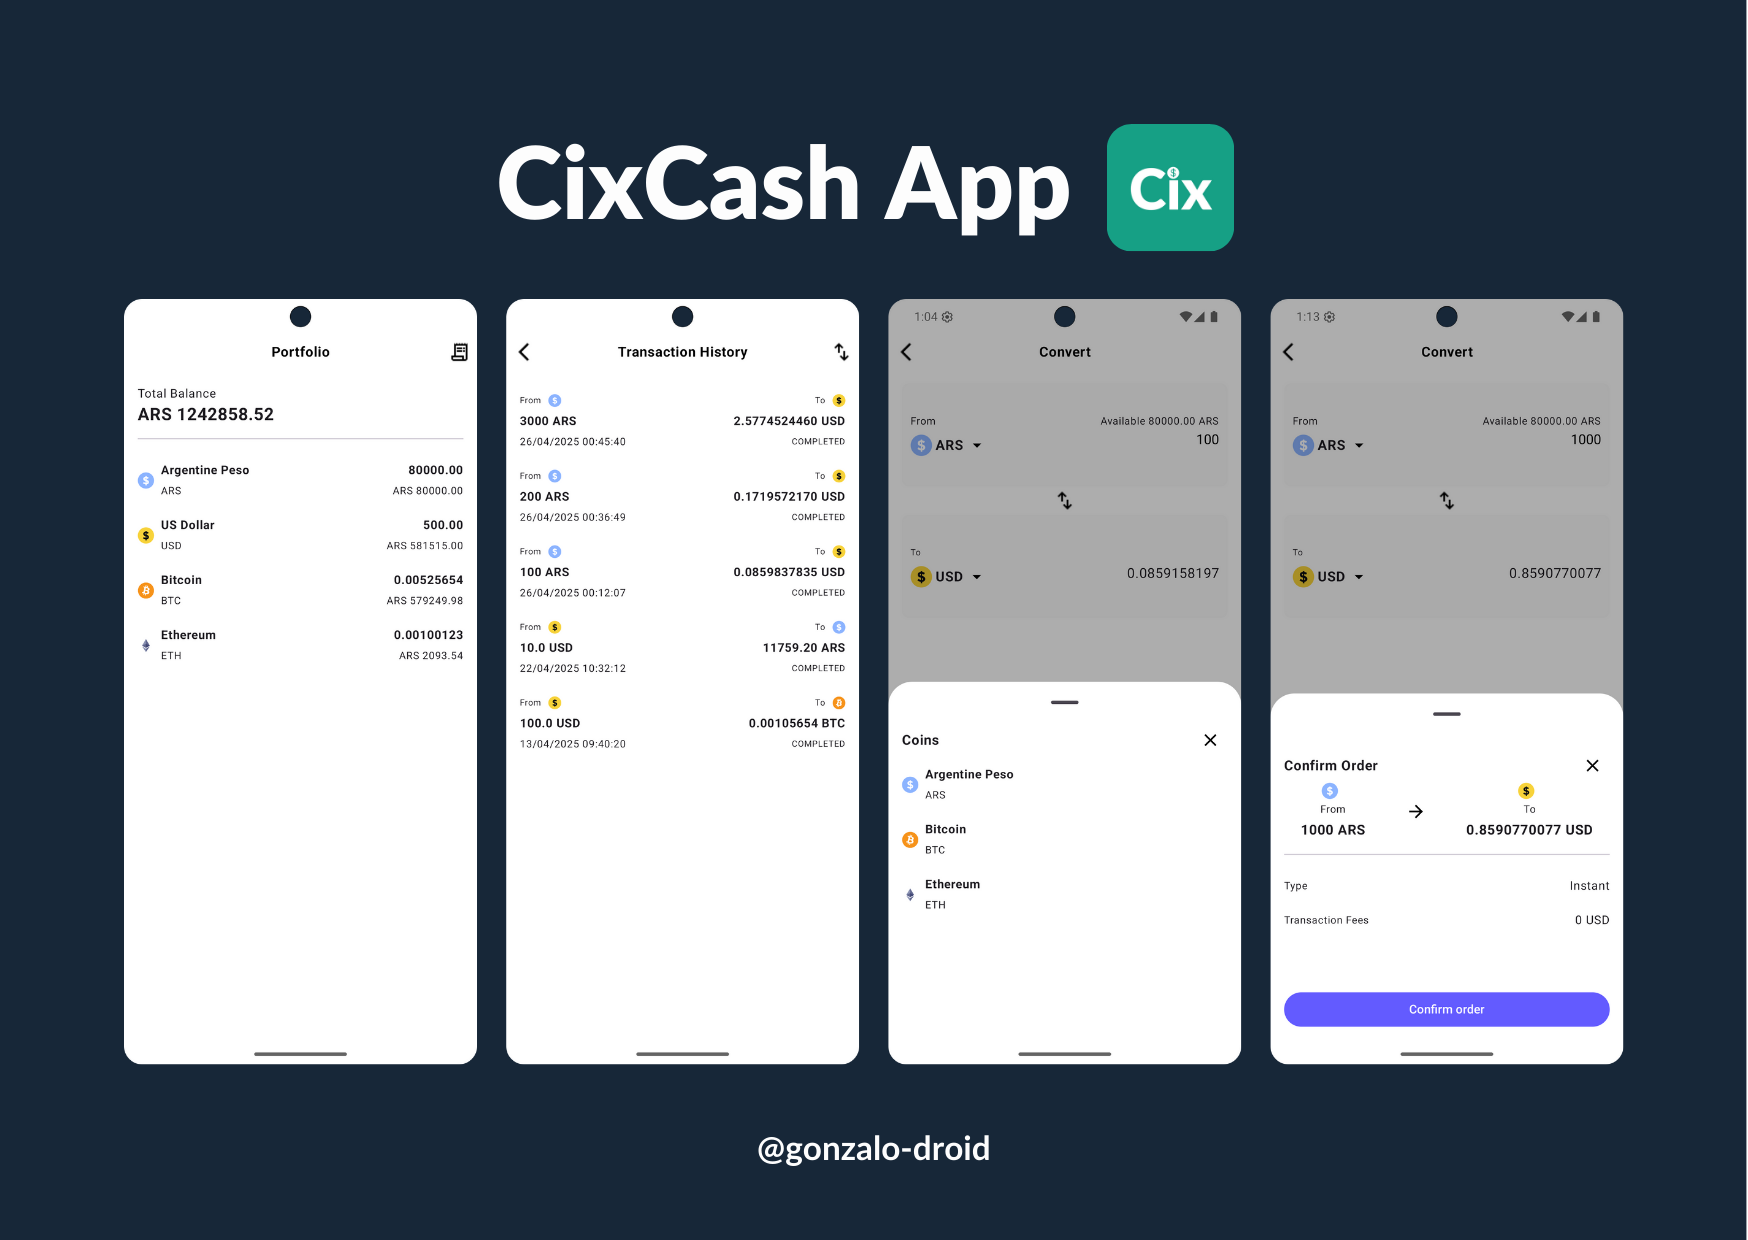 CixCash App
Cix
Portfolio
Total Balance
ARS 1242858.52
Argentine Peso 80000.00
ARS ARS 80000.00
US Dollar 500.00
USD ARS 581515.00
Bitcoin 0.00525654
BTC ARS 579249.98
Ethereum 0.00100123
ETH ARS 2093.54
Transaction History
From $ To $
3000 ARS 2.5774524460 USD
26/04/2025 00:45:40 COMPLETED
From $ To $
200 ARS 0.1719572170 USD
26/04/2025 00:36:49 COMPLETED
From $ To $
100 ARS 0.0859837835 USD
26/04/2025 00:12:07 COMPLETED
From $ To $
10.0 USD 11759.20 ARS
22/04/2025 10:32:12 COMPLETED
From $ To
100.0 USD 0.00105654 BTC
13/04/2025 09:40:20 COMPLETED
1:04
Convert
From Available 80000.00 ARS
$ ARS 100
To
$ USD 0.0859158197
Coins
Argentine Peso
ARS
Bitcoin
BTC
Ethereum
ETH
1:13
Convert
From Available 80000.00 ARS
$ ARS 1000
To
$ USD 0.8590770077
Confirm Order
$ $
From To
1000 ARS 0.8590770077 USD
Type Instant
Transaction Fees 0 USD
Confirm order
@gonzalo-droid